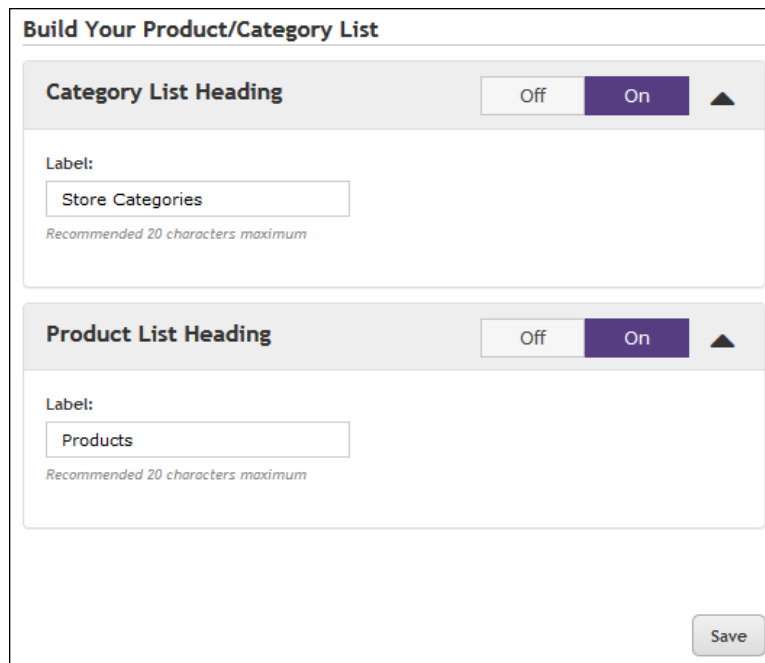 Build Your Product/Category List
Category List Heading
Off On
Label:
Store Categories
Recommended 20 characters maximum
Product List Heading
Off On
Label:
Products
Recommended 20 characters maximum
Save